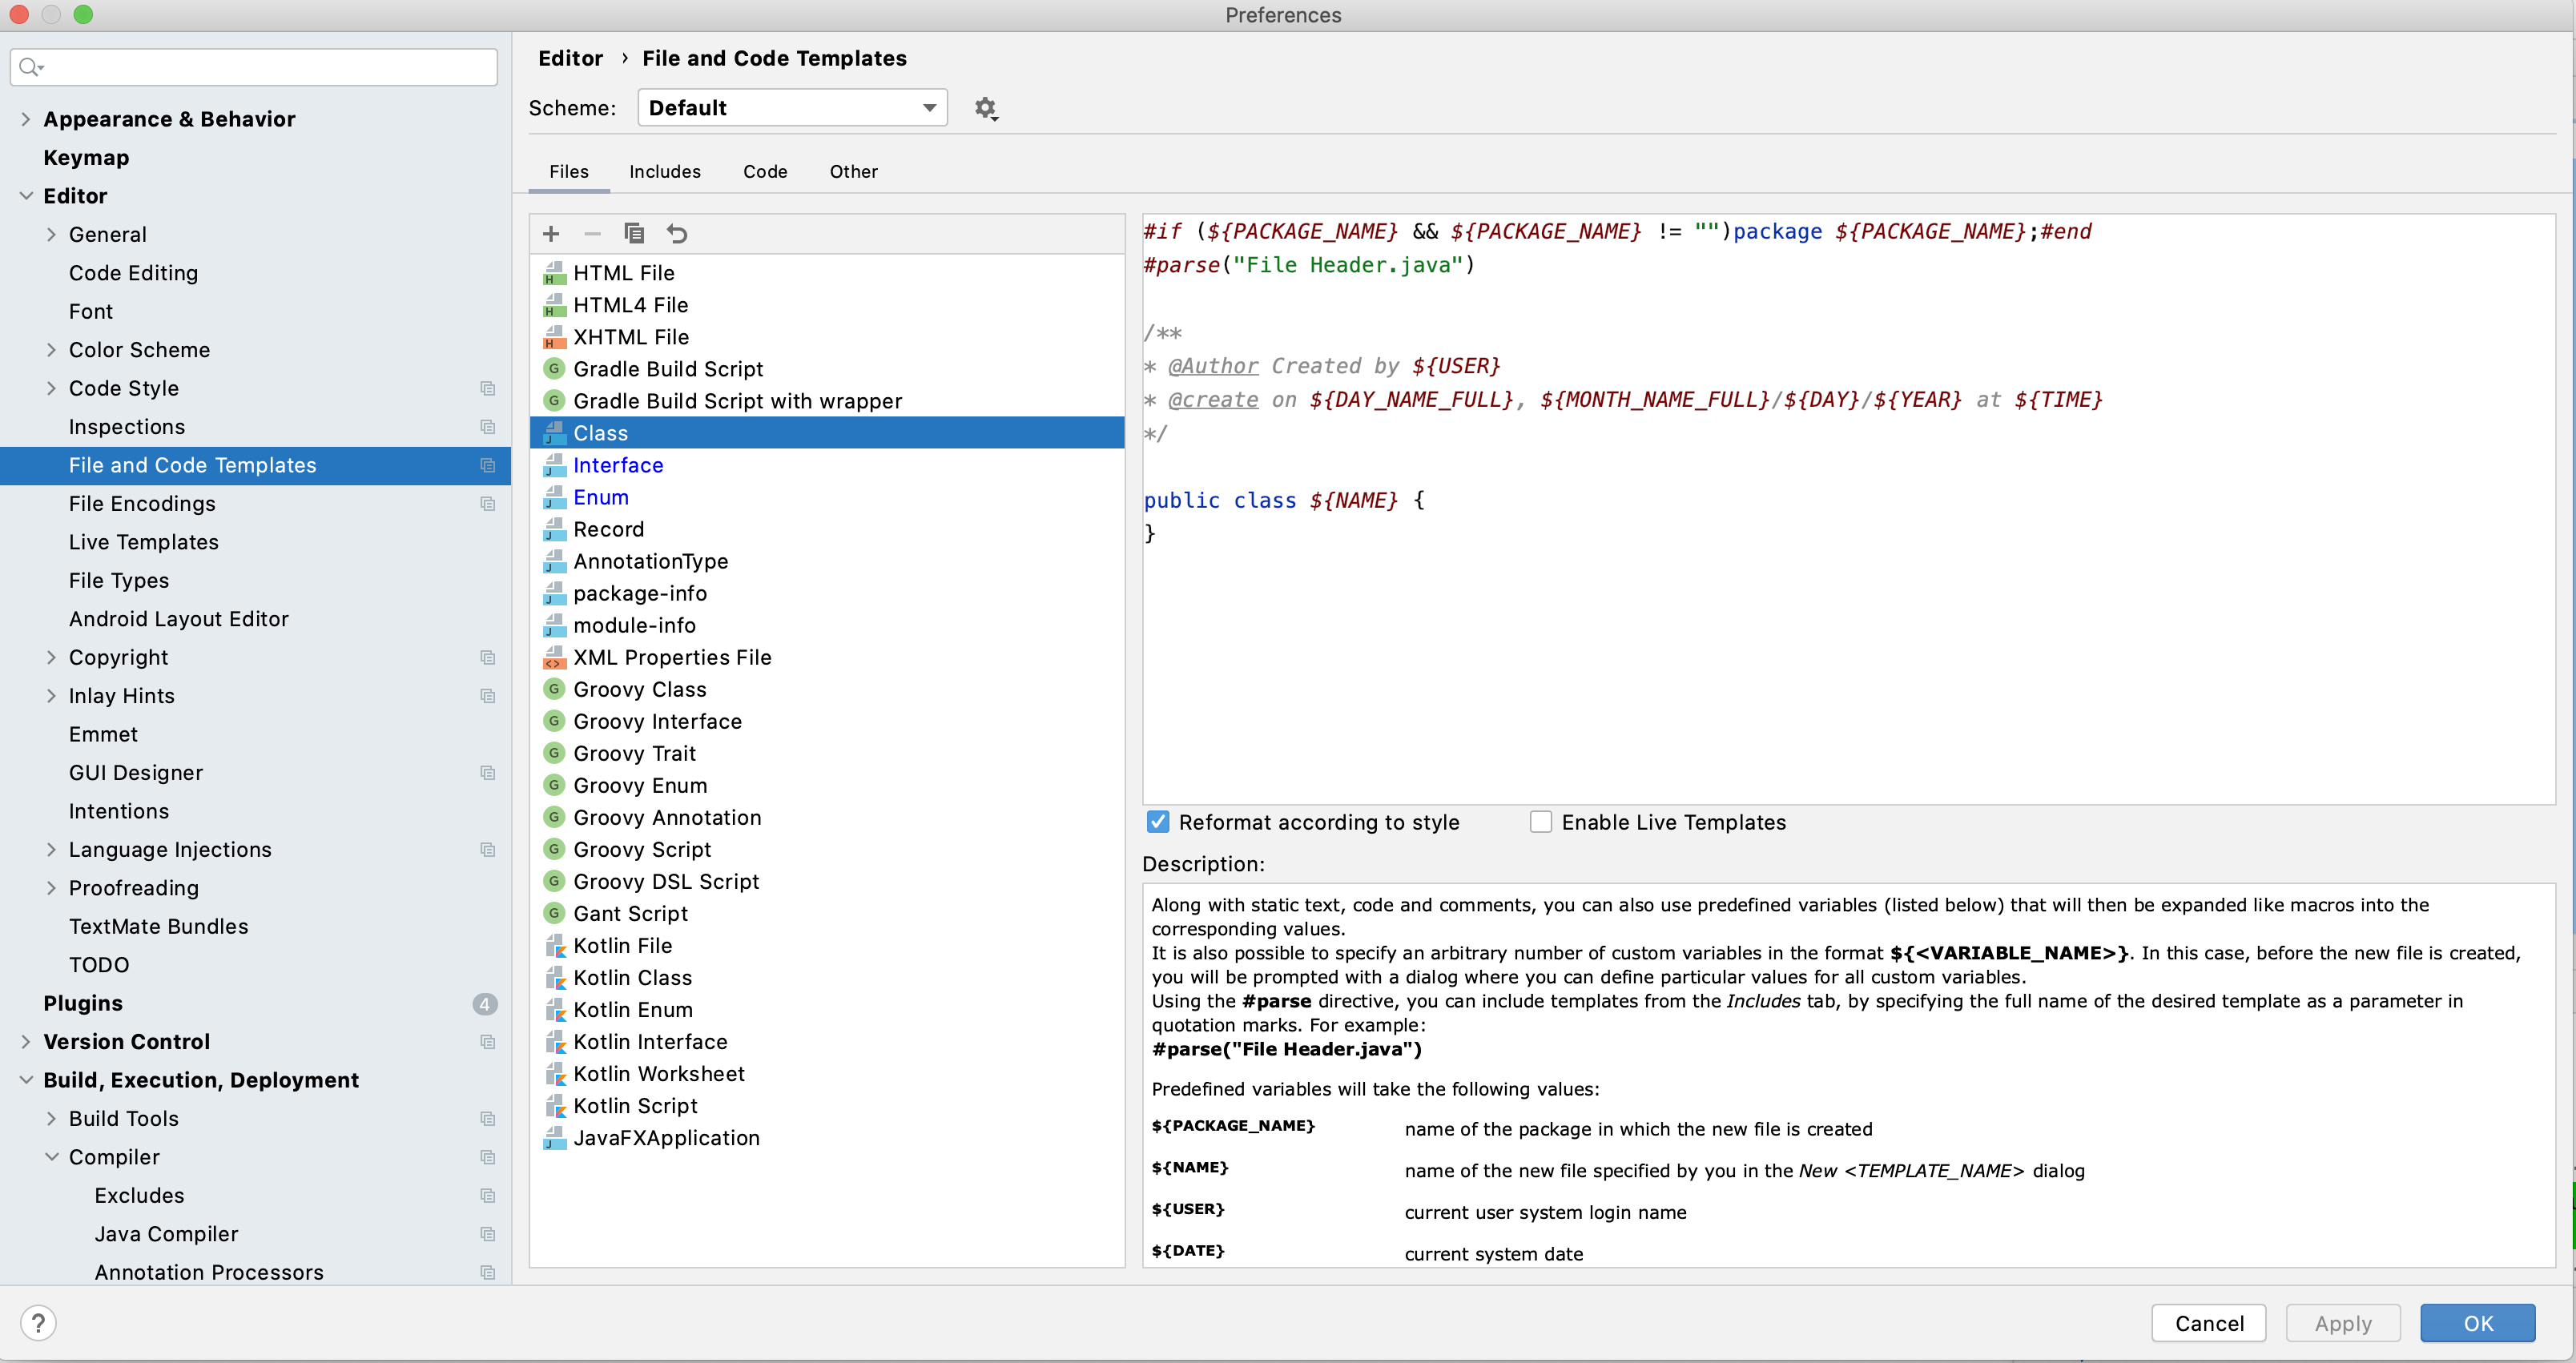 Preferences
Appearance & Behavior
Keymap
Editor
General
Code Editing
Font
Color Scheme
Code Style
Inspections
File and Code Templates
File Encodings
Live Templates
File Types
Android Layout Editor
Copyright
Inlay Hints
Emmet
GUI Designer
Intentions
Language Injections
Proofreading
TextMate Bundles
TODO
Plugins 4
Version Control
Build, Execution, Deployment
Build Tools
Compiler
Excludes
Java Compiler
Annotation Processors
Editor › File and Code Templates
Scheme: Default
Files Includes Code Other
HTML File
HTML4 File
XHTML File
Gradle Build Script
Gradle Build Script with wrapper
Class
Interface
Enum
Record
AnnotationType
package-info
module-info
XML Properties File
Groovy Class
Groovy Interface
Groovy Trait
Groovy Enum
Groovy Annotation
Groovy Script
Groovy DSL Script
Gant Script
Kotlin File
Kotlin Class
Kotlin Enum
Kotlin Interface
Kotlin Worksheet
Kotlin Script
JavaFXApplication
#if (${PACKAGE_NAME} && ${PACKAGE_NAME} != "")package ${PACKAGE_NAME};#end
#parse("File Header.java")
/**
* @Author Created by ${USER}
* @create on ${DAY_NAME_FULL}, ${MONTH_NAME_FULL}/${DAY}/${YEAR} at ${TIME}
*/
public class ${NAME} {
}
Reformat according to style Enable Live Templates
Description:
Along with static text, code and comments, you can also use predefined variables (listed below) that will then be expanded like macros into the
corresponding values.
It is also possible to specify an arbitrary number of custom variables in the format ${<VARIABLE_NAME>}. In this case, before the new file is created,
you will be prompted with a dialog where you can define particular values for all custom variables.
Using the #parse directive, you can include templates from the Includes tab, by specifying the full name of the desired template as a parameter in
quotation marks. For example:
#parse("File Header.java")
Predefined variables will take the following values:
${PACKAGE_NAME} name of the package in which the new file is created
${NAME} name of the new file specified by you in the New <TEMPLATE_NAME> dialog
${USER} current user system login name
${DATE} current system date
? Cancel Apply OK